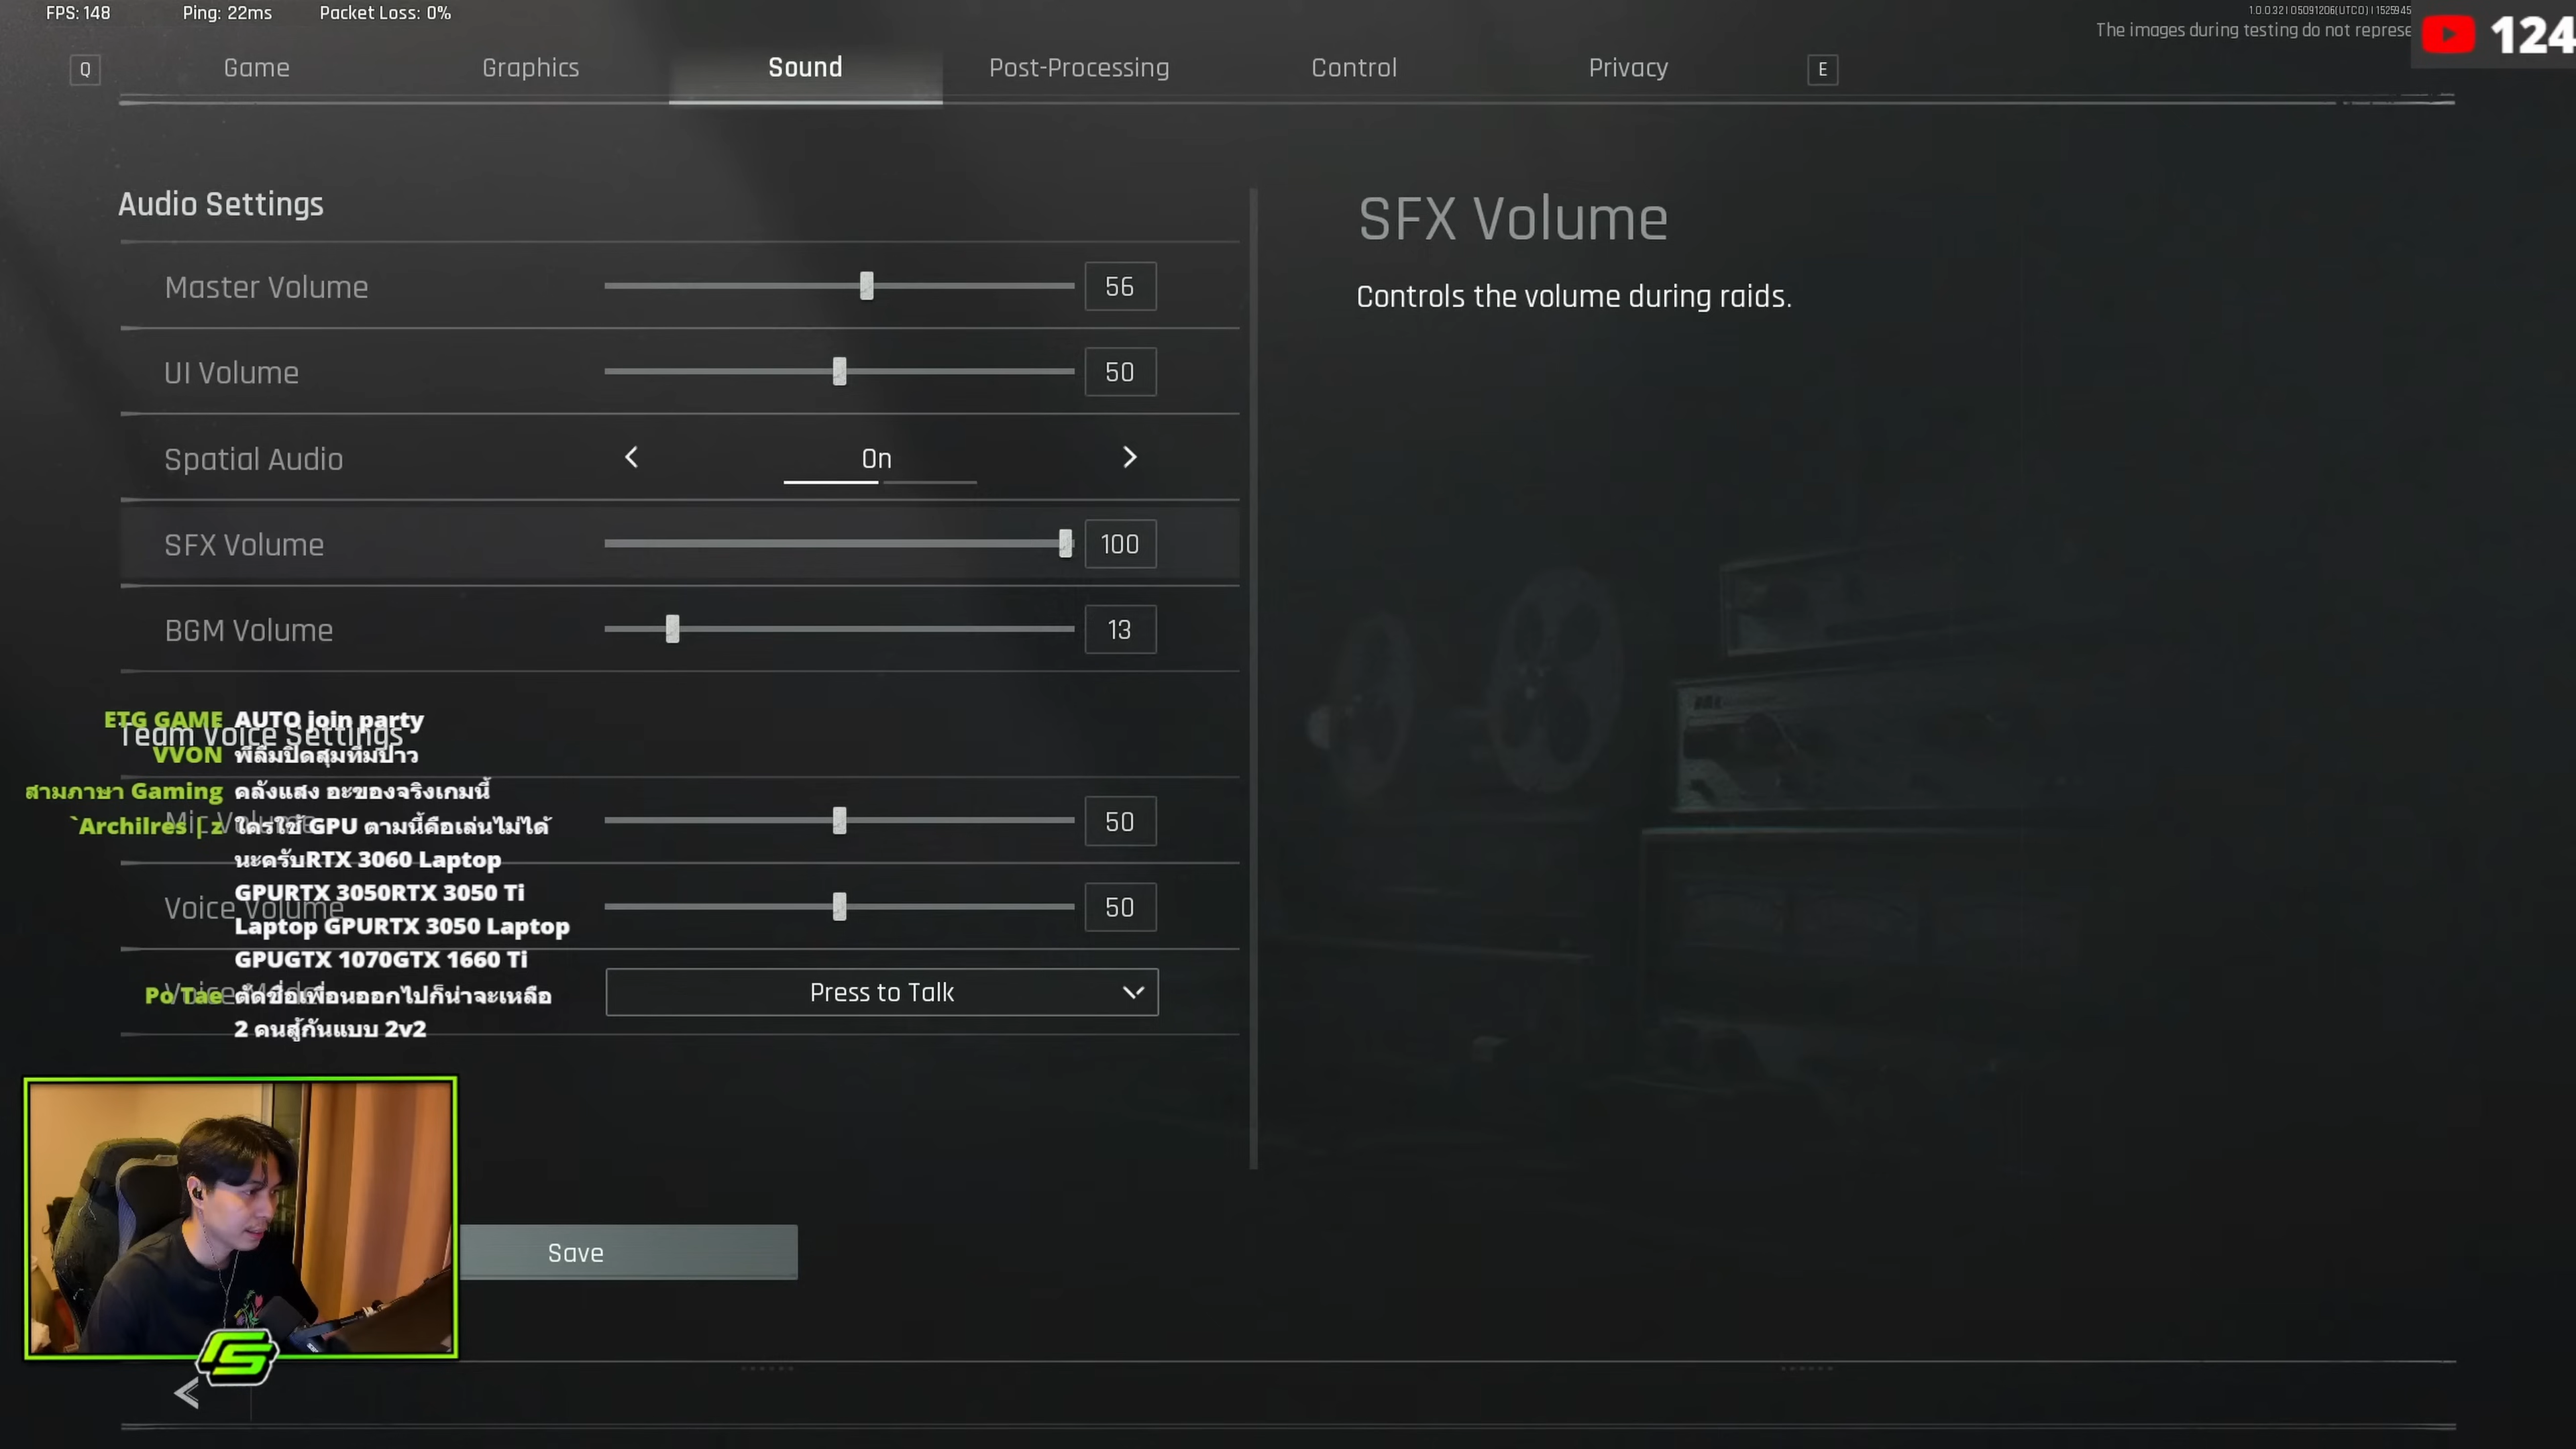 FPS: 148 Ping: 22ms Packet Loss: 0%
The images during testing do not represe
124
Q Game Graphics Sound Post-Processing Control Privacy E
Audio Settings
Master Volume 56
UI Volume 50
Spatial Audio On
SFX Volume 100
BGM Volume 13
SFX Volume
Controls the volume during raids.
Team Voice Settings
Mic Volume 50
Voice Volume 50
Press to Talk
ETG GAME AUTO join party
VVON พี่ลืมปิดสุ่มทีมป่าว
สามภาษา Gaming คลังแสง อะของจริงเกมนี้
`Archilres | z ใครใช้ GPU ตามนี้คือเล่นไม่ได้
นะครับRTX 3060 Laptop
GPURTX 3050RTX 3050 Ti
Laptop GPURTX 3050 Laptop
GPUGTX 1070GTX 1660 Ti
Po Tae ตัดชื่อเพื่อนออกไปก็น่าจะเหลือ
2 คนสู้กันแบบ 2v2
Save